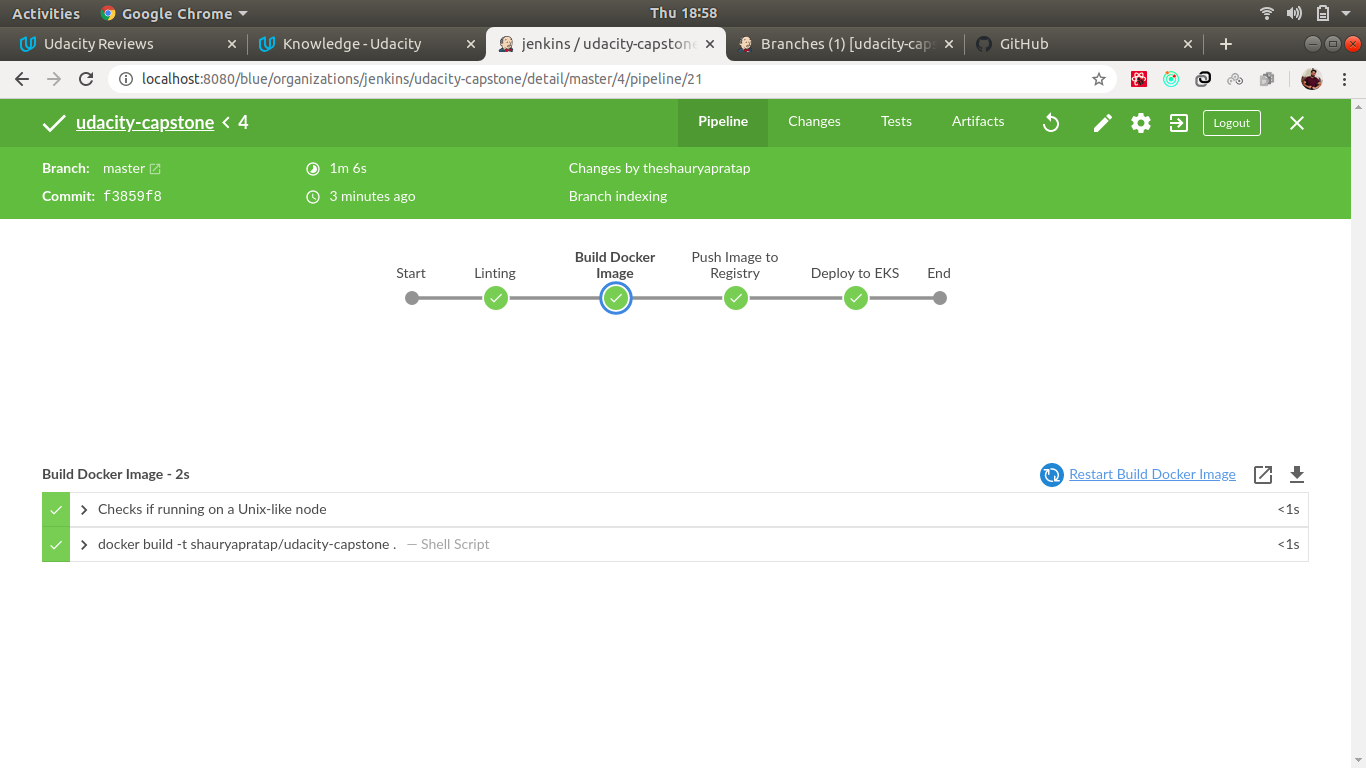 Activities Google Chrome Thu 18:58
Udacity Reviews Knowledge - Udacity jenkins / udacity-capstone Branches (1) [udacity-cap GitHub
localhost:8080/blue/organizations/jenkins/udacity-capstone/detail/master/4/pipeline/21
udacity-capstone < 4 Pipeline Changes Tests Artifacts Logout
Branch: master 1m 6s Changes by theshauryapratap
Commit: f3859f8 3 minutes ago Branch indexing
Start Linting Build Docker Image Push Image to Registry Deploy to EKS End
Build Docker Image - 2s Restart Build Docker Image
Checks if running on a Unix-like node <1s
docker build -t shauryapratap/udacity-capstone . — Shell Script <1s